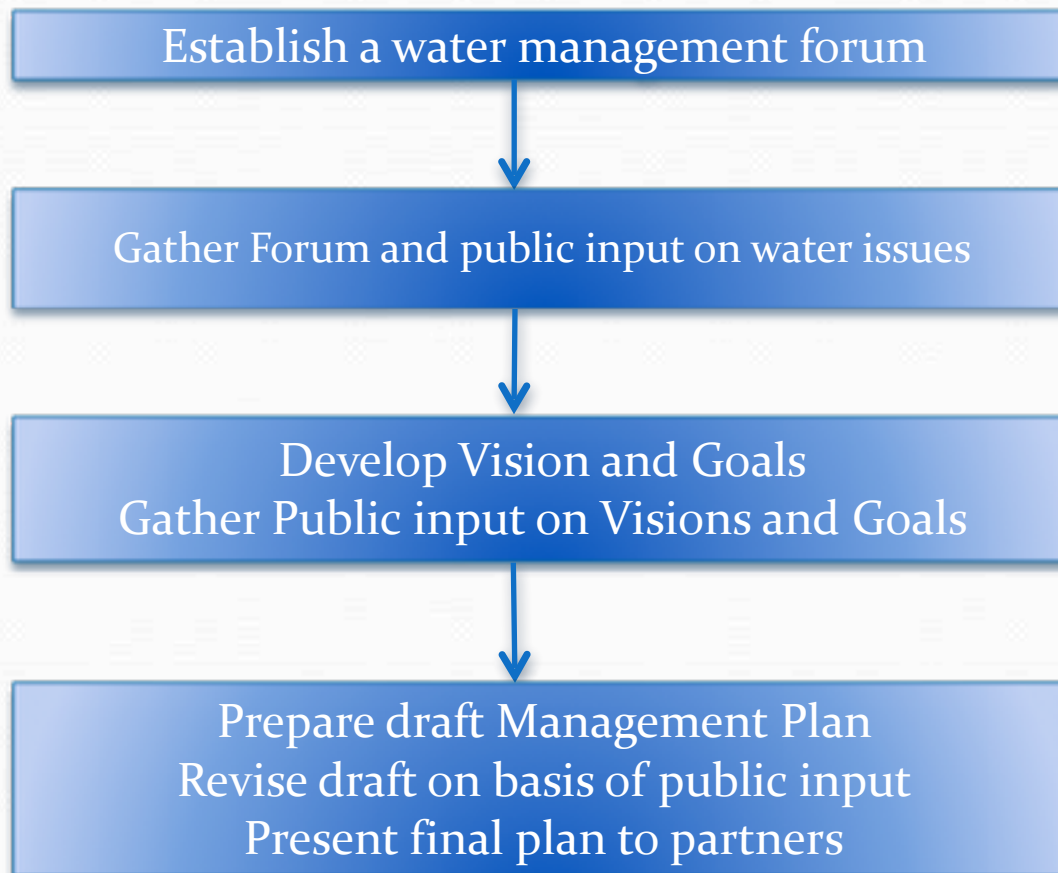 Establish a water management forum
Gather Forum and public input on water issues
Develop Vision and Goals
Gather Public input on Visions and Goals
Prepare draft Management Plan
Revise draft on basis of public input
Present final plan to partners